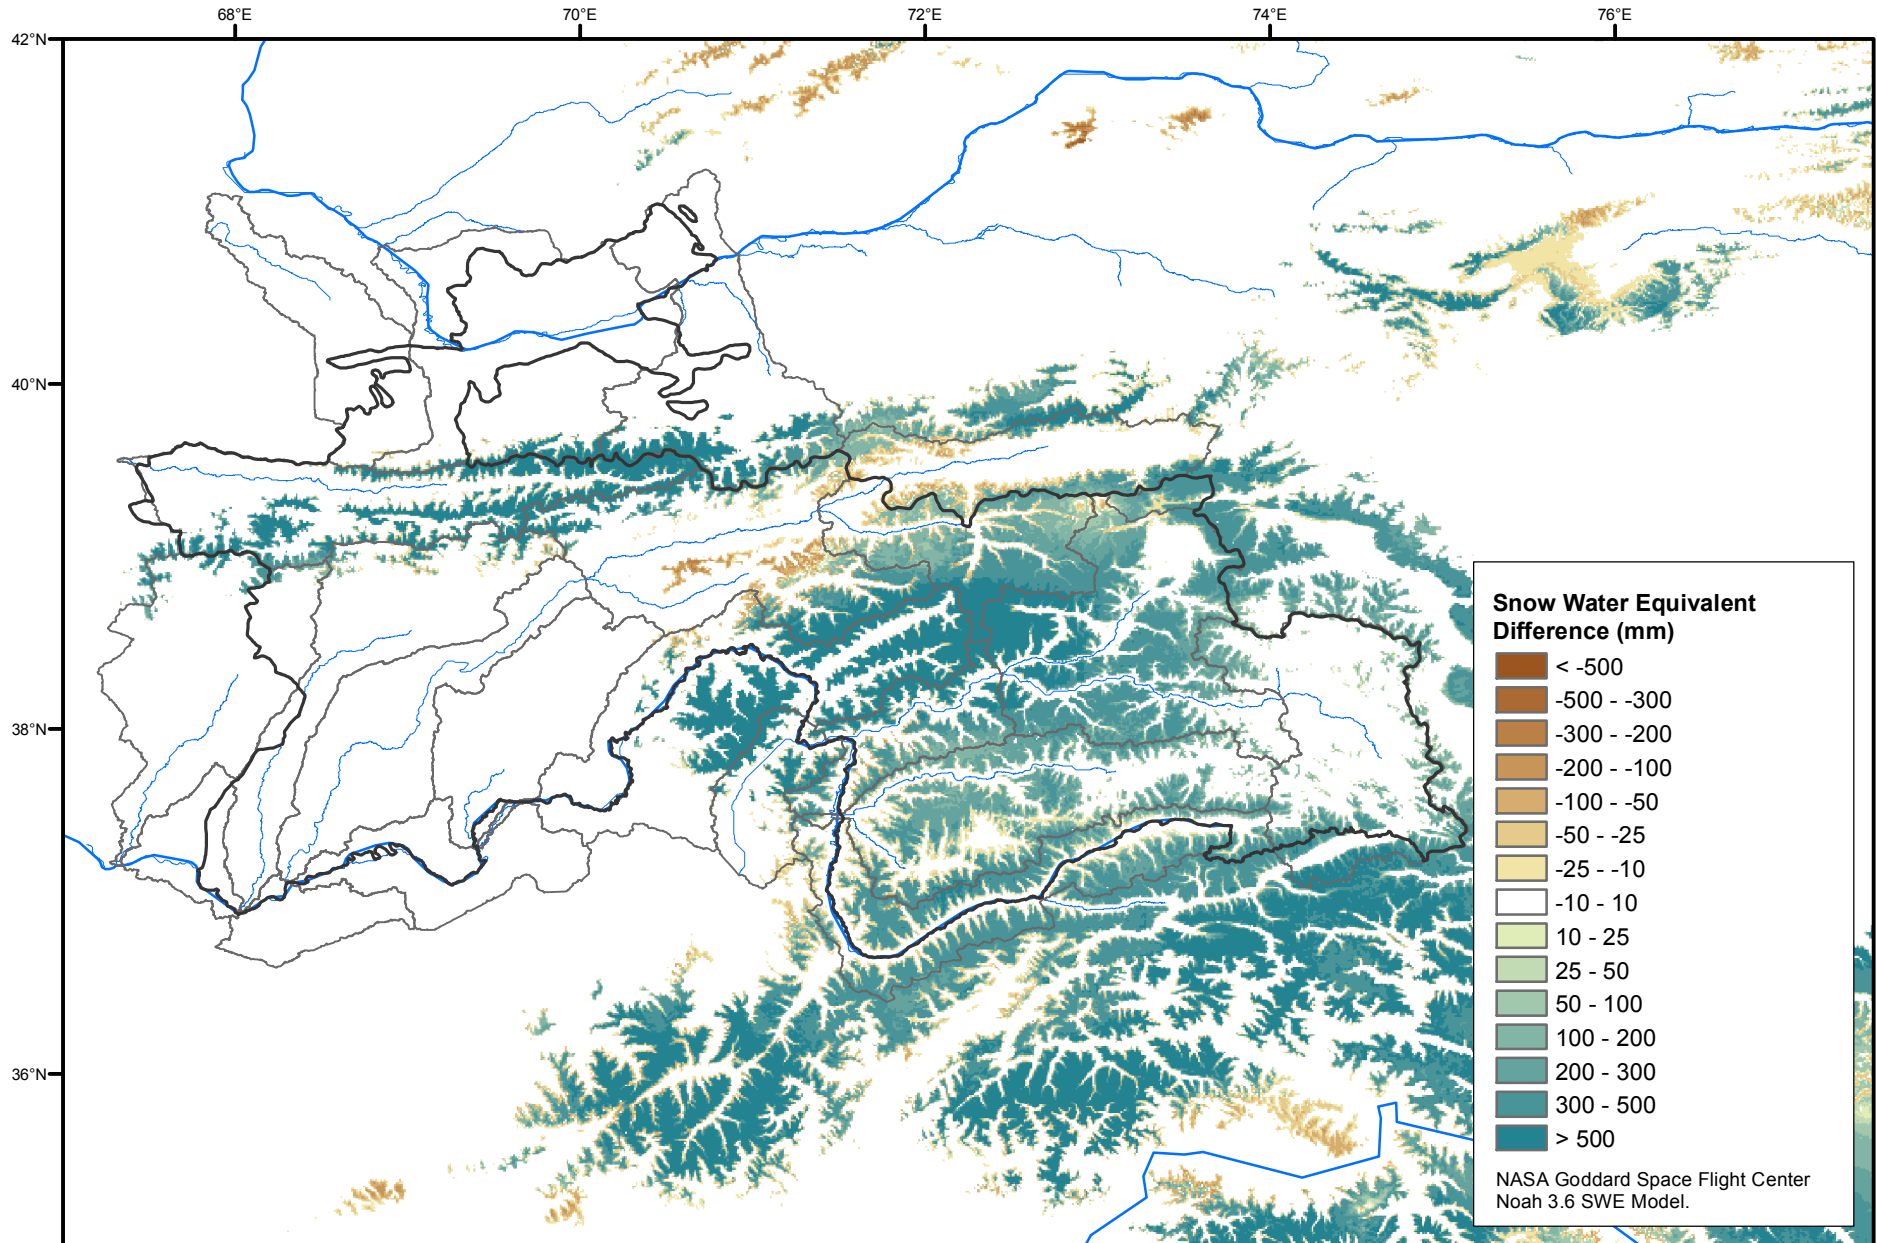 68°E
70°E
72°E
74°E
76°E
42°N
40°N
38°N
36°N
Snow Water Equivalent
Difference (mm)
< -500
-500 - -300
-300 - -200
-200 - -100
-100 - -50
-50 - -25
-25 - -10
-10 - 10
10 - 25
25 - 50
50 - 100
100 - 200
200 - 300
300 - 500
> 500
NASA Goddard Space Flight Center
Noah 3.6 SWE Model.